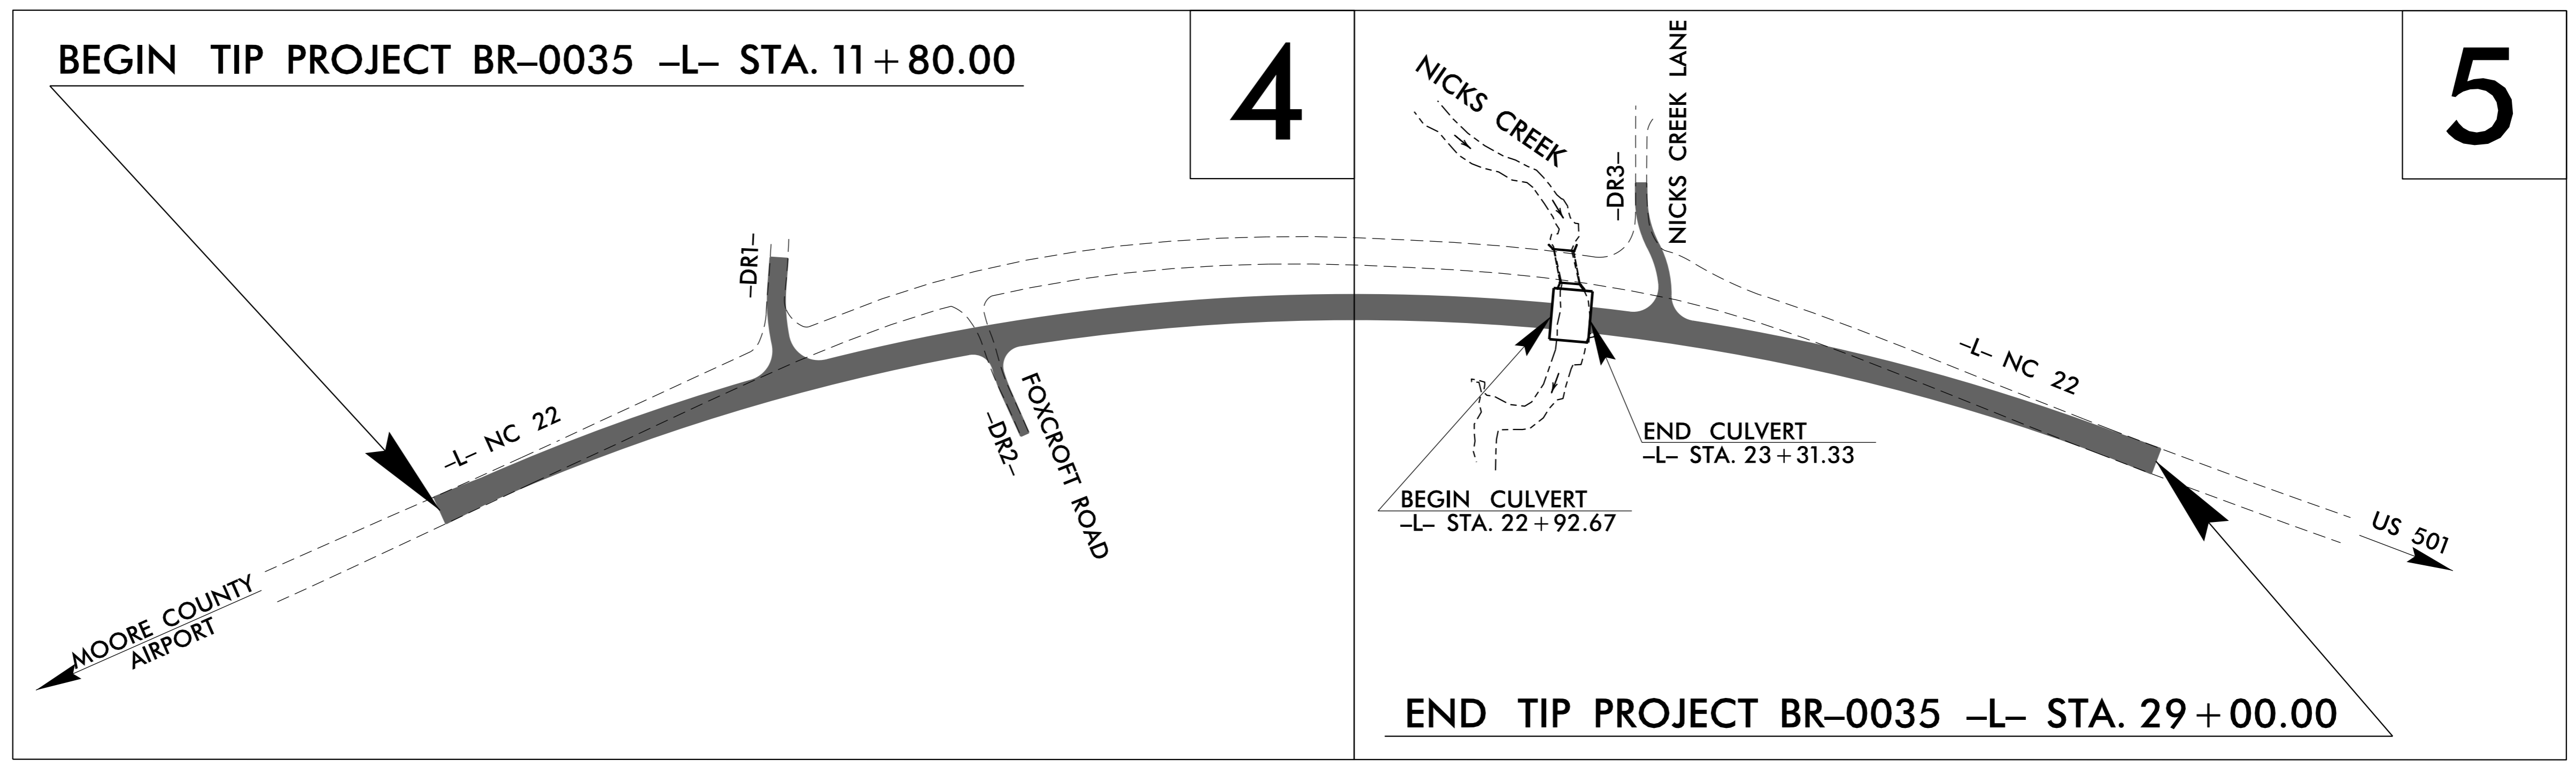 BEGIN TIP PROJECT BR–0035 –L– STA. 11+80.00
4
5
NICKS CREEK
–DR3–
NICKS CREEK LANE
–DR1–
–L– NC 22
–DR2–
FOXCROFT ROAD
–L– NC 22
END CULVERT
–L– STA. 23+31.33
BEGIN CULVERT
–L– STA. 22+92.67
US 501
MOORE COUNTY
AIRPORT
END TIP PROJECT BR–0035 –L– STA. 29+00.00